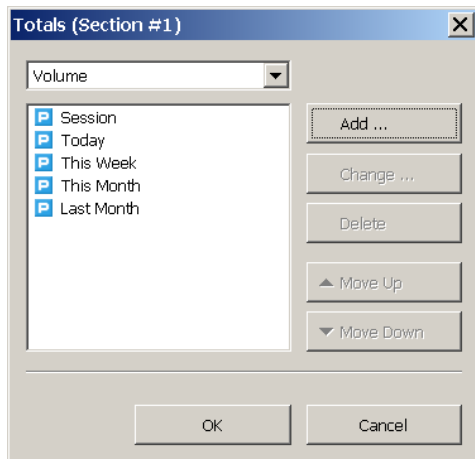 Totals (Section #1)
Volume
P Session
P Today
P This Week
P This Month
P Last Month
Add ...
Change ...
Delete
Move Up
Move Down
OK
Cancel